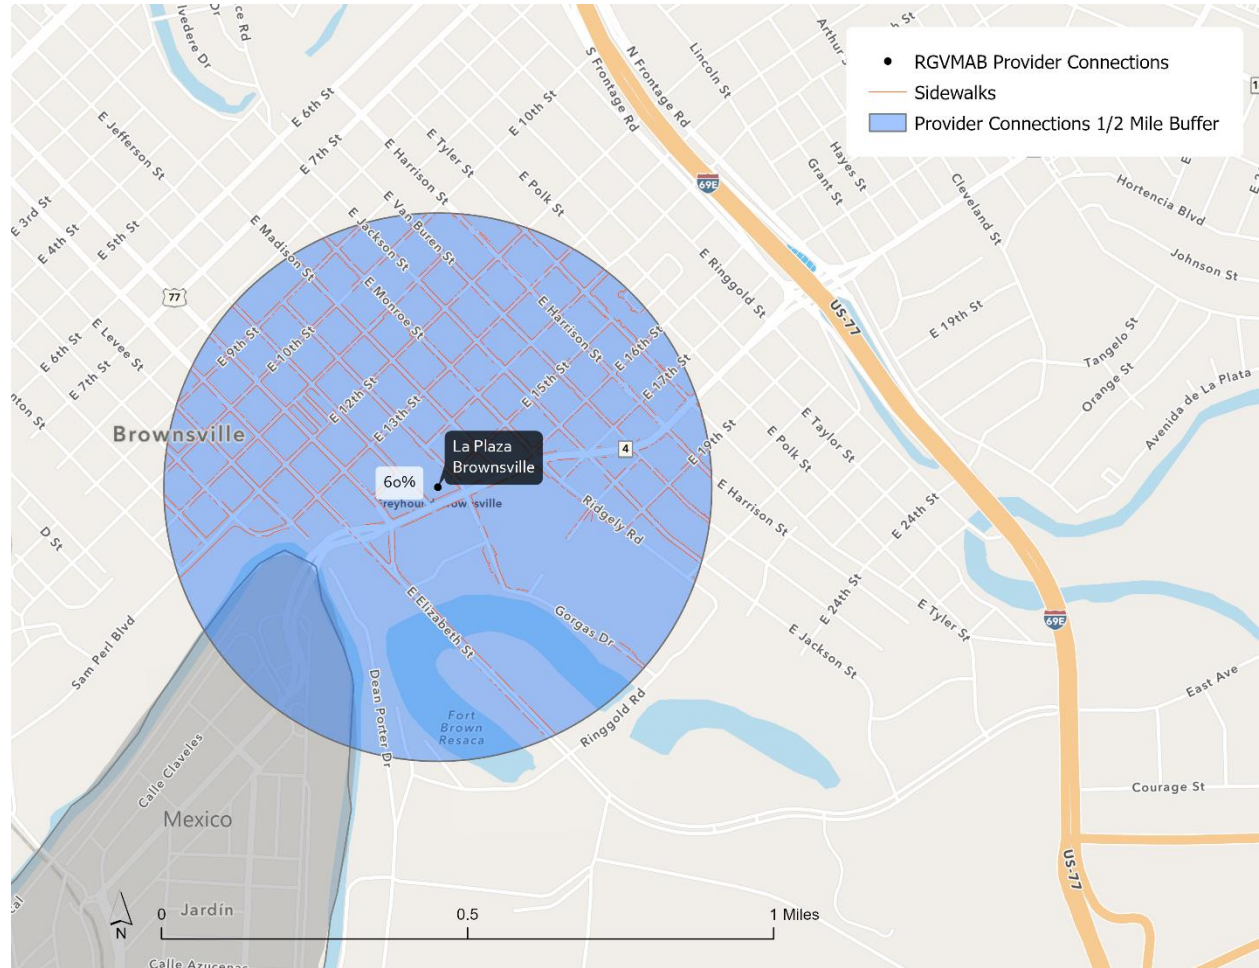 RGVMAB Provider Connections
Sidewalks
Provider Connections 1/2 Mile Buffer
S Frontage Rd
N Frontage Rd
Lincoln St
E 10th St
E 6th St
E 7th St
E Jefferson St
E Tyler St
E Harrison St
E Polk St
Hayes St
Grant St
Cleveland St
Hortencia Blvd
Johnson St
69E
E 3rd St
E 4th St
E 5th St
E Madison St
E Jackson St
E Van Buren St
E Ringgold St
77
E Monroe St
E Harrison St
US-77
E 19th St
Tangelo St
Orange St
Avenida de La Plata
E Levee St
E 6th St
E 7th St
E 9th St
E 10th St
E 12th St
E 13th St
E 15th St
E 16th St
E 17th St
E 19th St
Brownsville
La Plaza
Brownsville
60%
4
E Taylor St
E Polk St
Ridgely Rd
E Harrison St
E 24th St
E 24th St
D St
E Elizabeth St
Gorgas Dr
E Tyler St
E Jackson St
69E
Sam Perl Blvd
Dean Porter Dr
Fort
Brown
Resaca
Ringgold Rd
East Ave
Calle Claveles
Mexico
Courage St
US-77
Jardín
N
0
0.5
1 Miles
Calle Azucenas